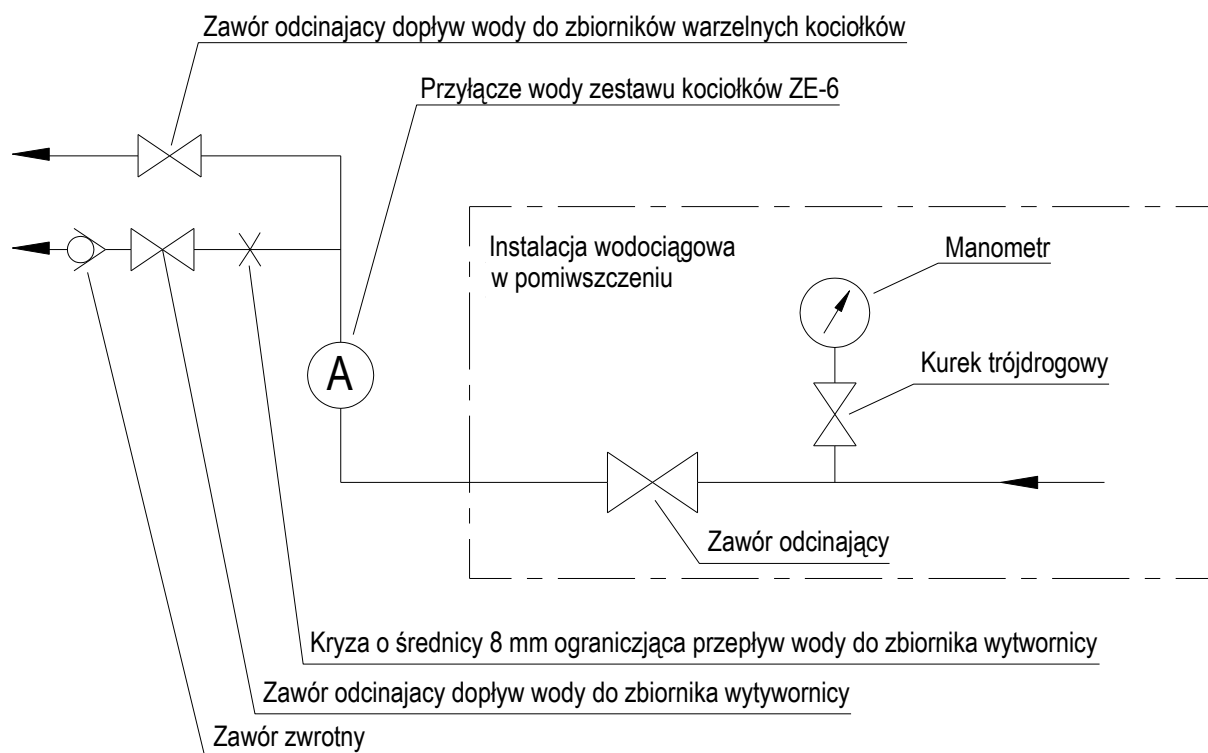 Zawór odcinajacy dopływ wody do zbiorników warzelnych kociołków
Przyłącze wody zestawu kociołków ZE-6
Instalacja wodociągowa
w pomiwszczeniu
Manometr
Kurek trójdrogowy
A
Zawór odcinający
Kryza o średnicy 8 mm ograniczjąca przepływ wody do zbiornika wytwornicy
Zawór odcinajacy dopływ wody do zbiornika wytywornicy
Zawór zwrotny